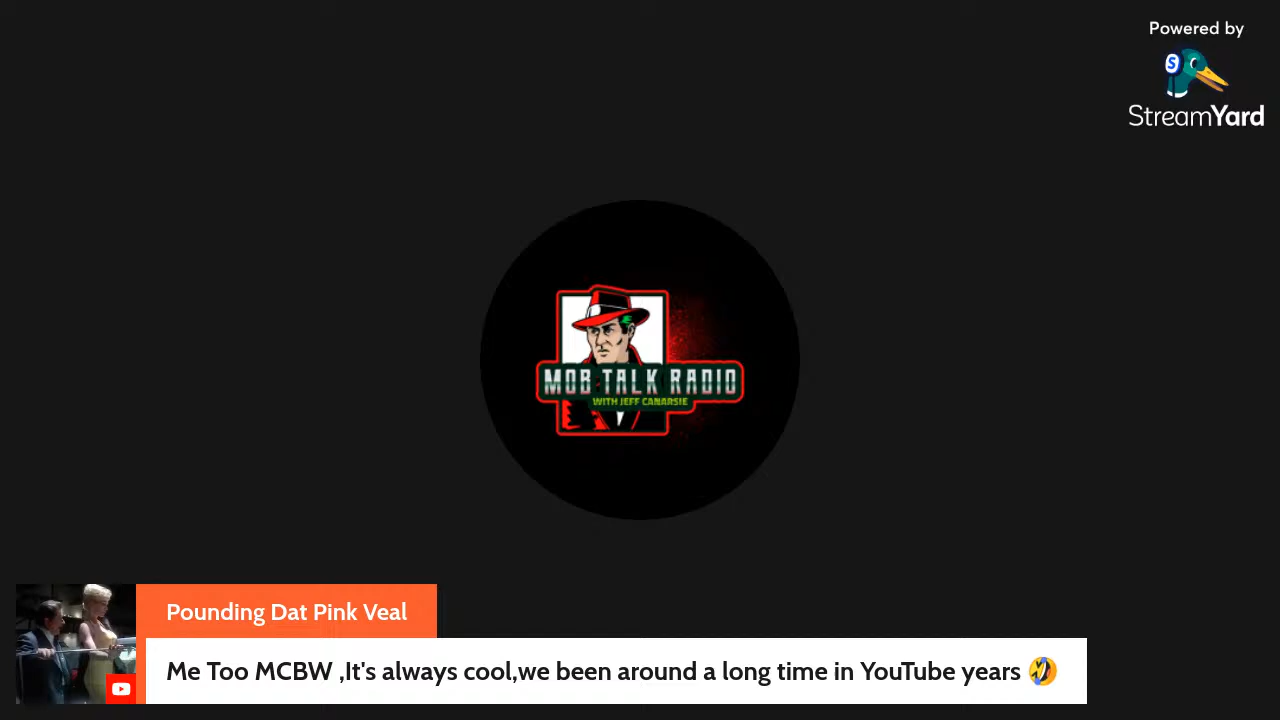 Powered by
S
StreamYard
MOB TALK RADIO
WITH JEFF CANARSIE
Pounding Dat Pink Veal
Me Too MCBW ,It's always cool,we been around a long time in YouTube years 🤣